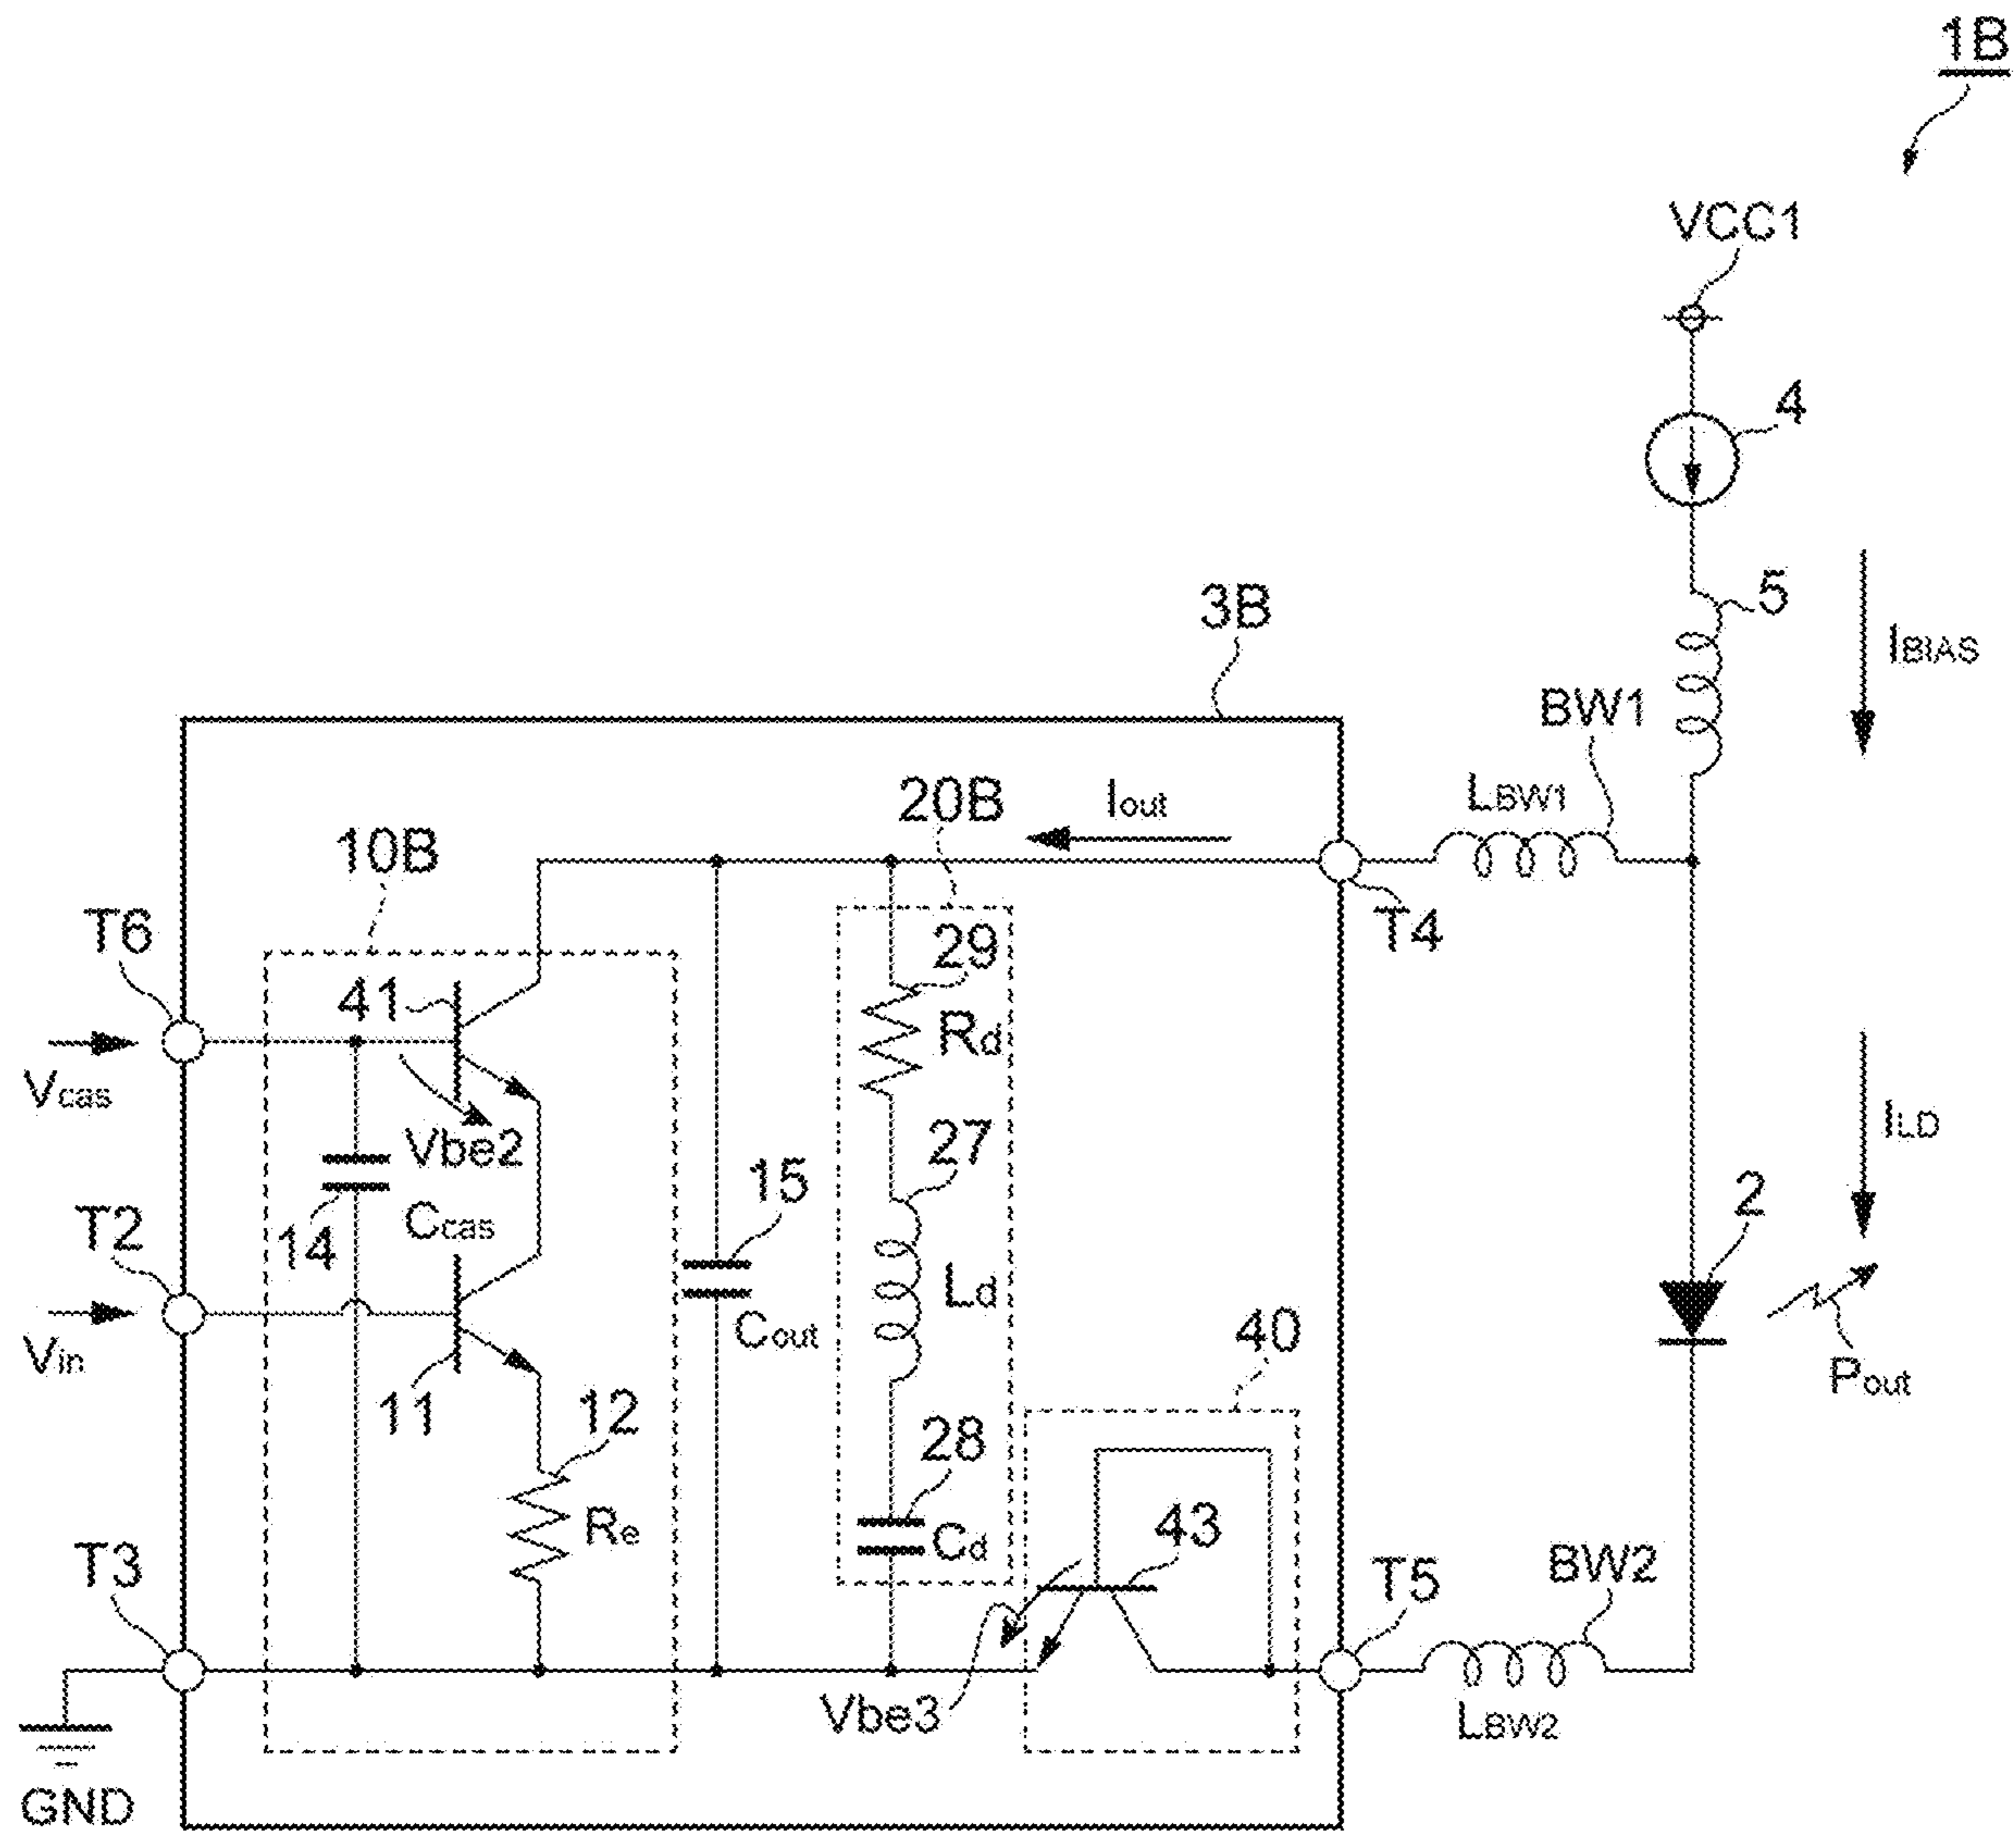 1B
VCC1
4
5
IBIAS
3B
BW1
LBW1
20B
Iout
10B
T6
41
29
T4
Rd
Vcas
Vbe2
27
ILD
15
2
T2
14
Ccas
Ld
Vin
Cout
40
Pout
11
12
28
Re
Cd
43
T3
T5
BW2
Vbe3
LBW2
GND